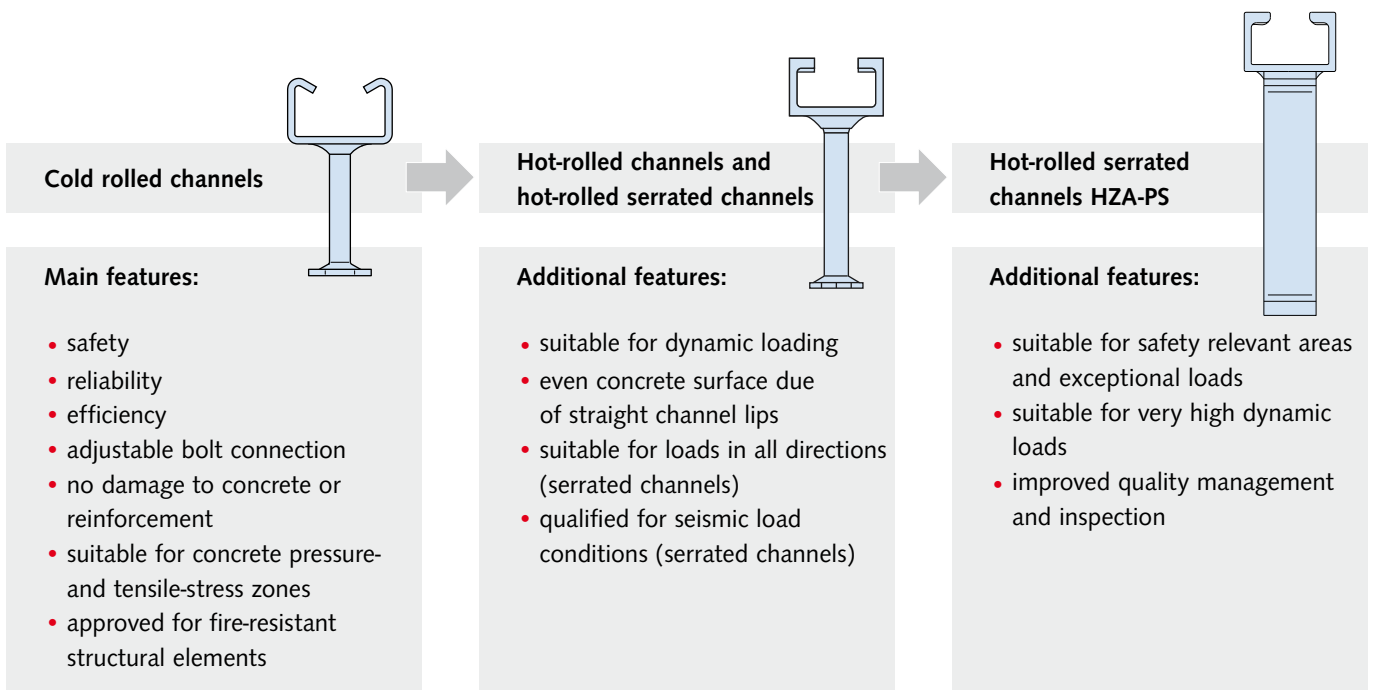 Cold rolled channels
Main features:
• safety
• reliability
• efficiency
• adjustable bolt connection
• no damage to concrete or
reinforcement
• suitable for concrete pressure-
and tensile-stress zones
• approved for fire-resistant
structural elements
Hot-rolled channels and
hot-rolled serrated channels
Additional features:
• suitable for dynamic loading
• even concrete surface due
of straight channel lips
• suitable for loads in all directions
(serrated channels)
• qualified for seismic load
conditions (serrated channels)
Hot-rolled serrated
channels HZA-PS
Additional features:
• suitable for safety relevant areas
and exceptional loads
• suitable for very high dynamic
loads
• improved quality management
and inspection